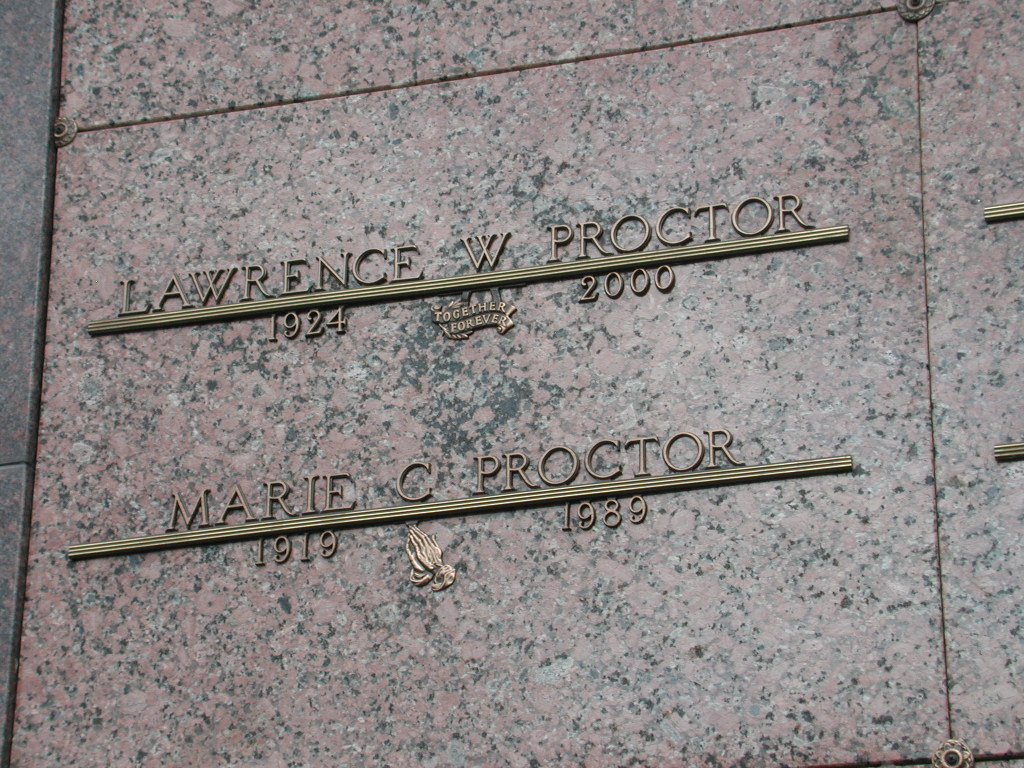 LAWRENCE W PROCTOR
1924 2000
TOGETHER
FOREVER
MARIE C PROCTOR
1919 1989